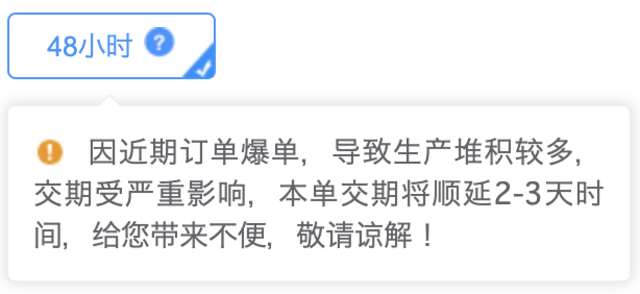 48小时 ?
因近期订单爆单，导致生产堆积较多，
交期受严重影响，本单交期将顺延2-3天时
间，给您带来不便，敬请谅解！